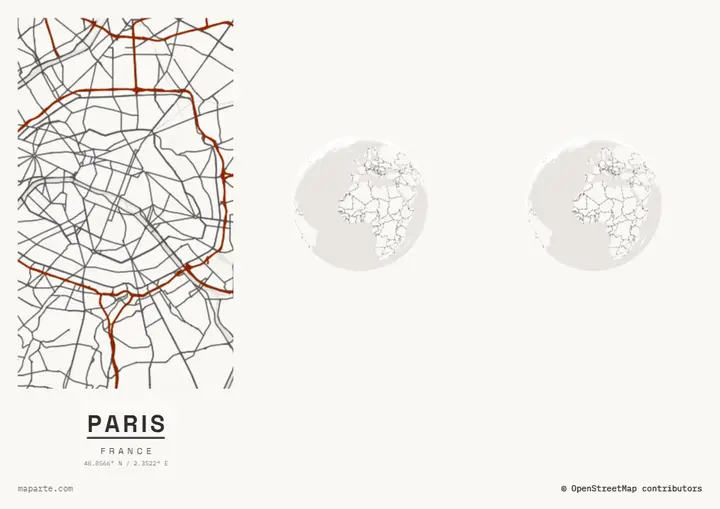 PARIS
FRANCE
48.8566° N / 2.3522° E
maparte.com
© OpenStreetMap contributors